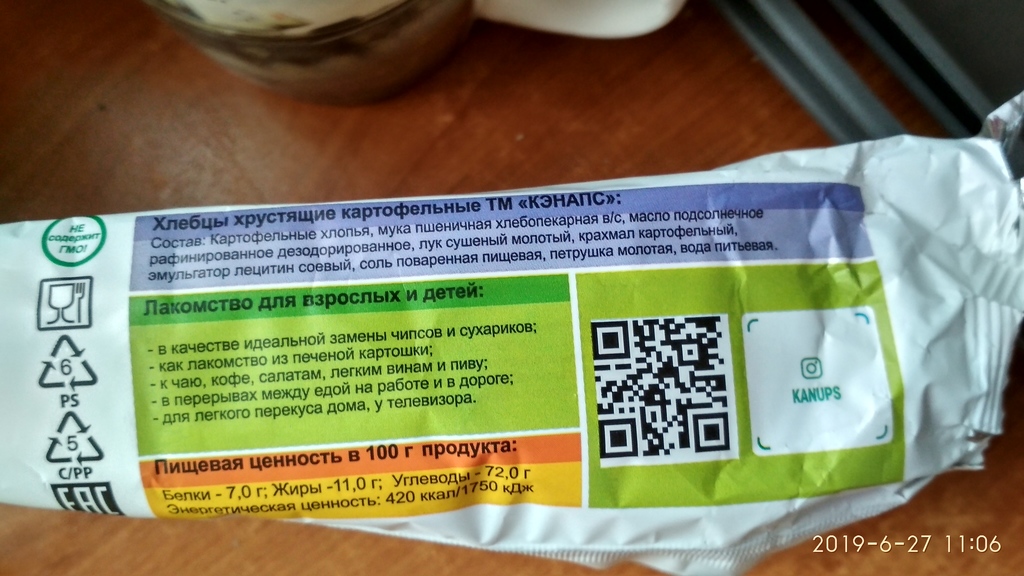 НЕ
содержит
ГМО!
6
PS
5
C/PP
EAC
Хлебцы хрустящие картофельные ТМ «КЭНАПС»:
Состав: Картофельные хлопья, мука пшеничная хлебопекарная в/с, масло подсолнечное
рафинированное дезодорированное, лук сушеный молотый, крахмал картофельный,
эмульгатор лецитин соевый, соль поваренная пищевая, петрушка молотая, вода питьевая.
Лакомство для взрослых и детей:
- в качестве идеальной замены чипсов и сухариков;
- как лакомство из печеной картошки;
- к чаю, кофе, салатам, легким винам и пиву;
- в перерывах между едой на работе и в дороге;
- для легкого перекуса дома, у телевизора.
Пищевая ценность в 100 г продукта:
Белки - 7,0 г; Жиры -11,0 г; Углеводы - 72,0 г
Энергетическая ценность: 420 ккал/1750 кДж
KANUPS
2019-6-27 11:06